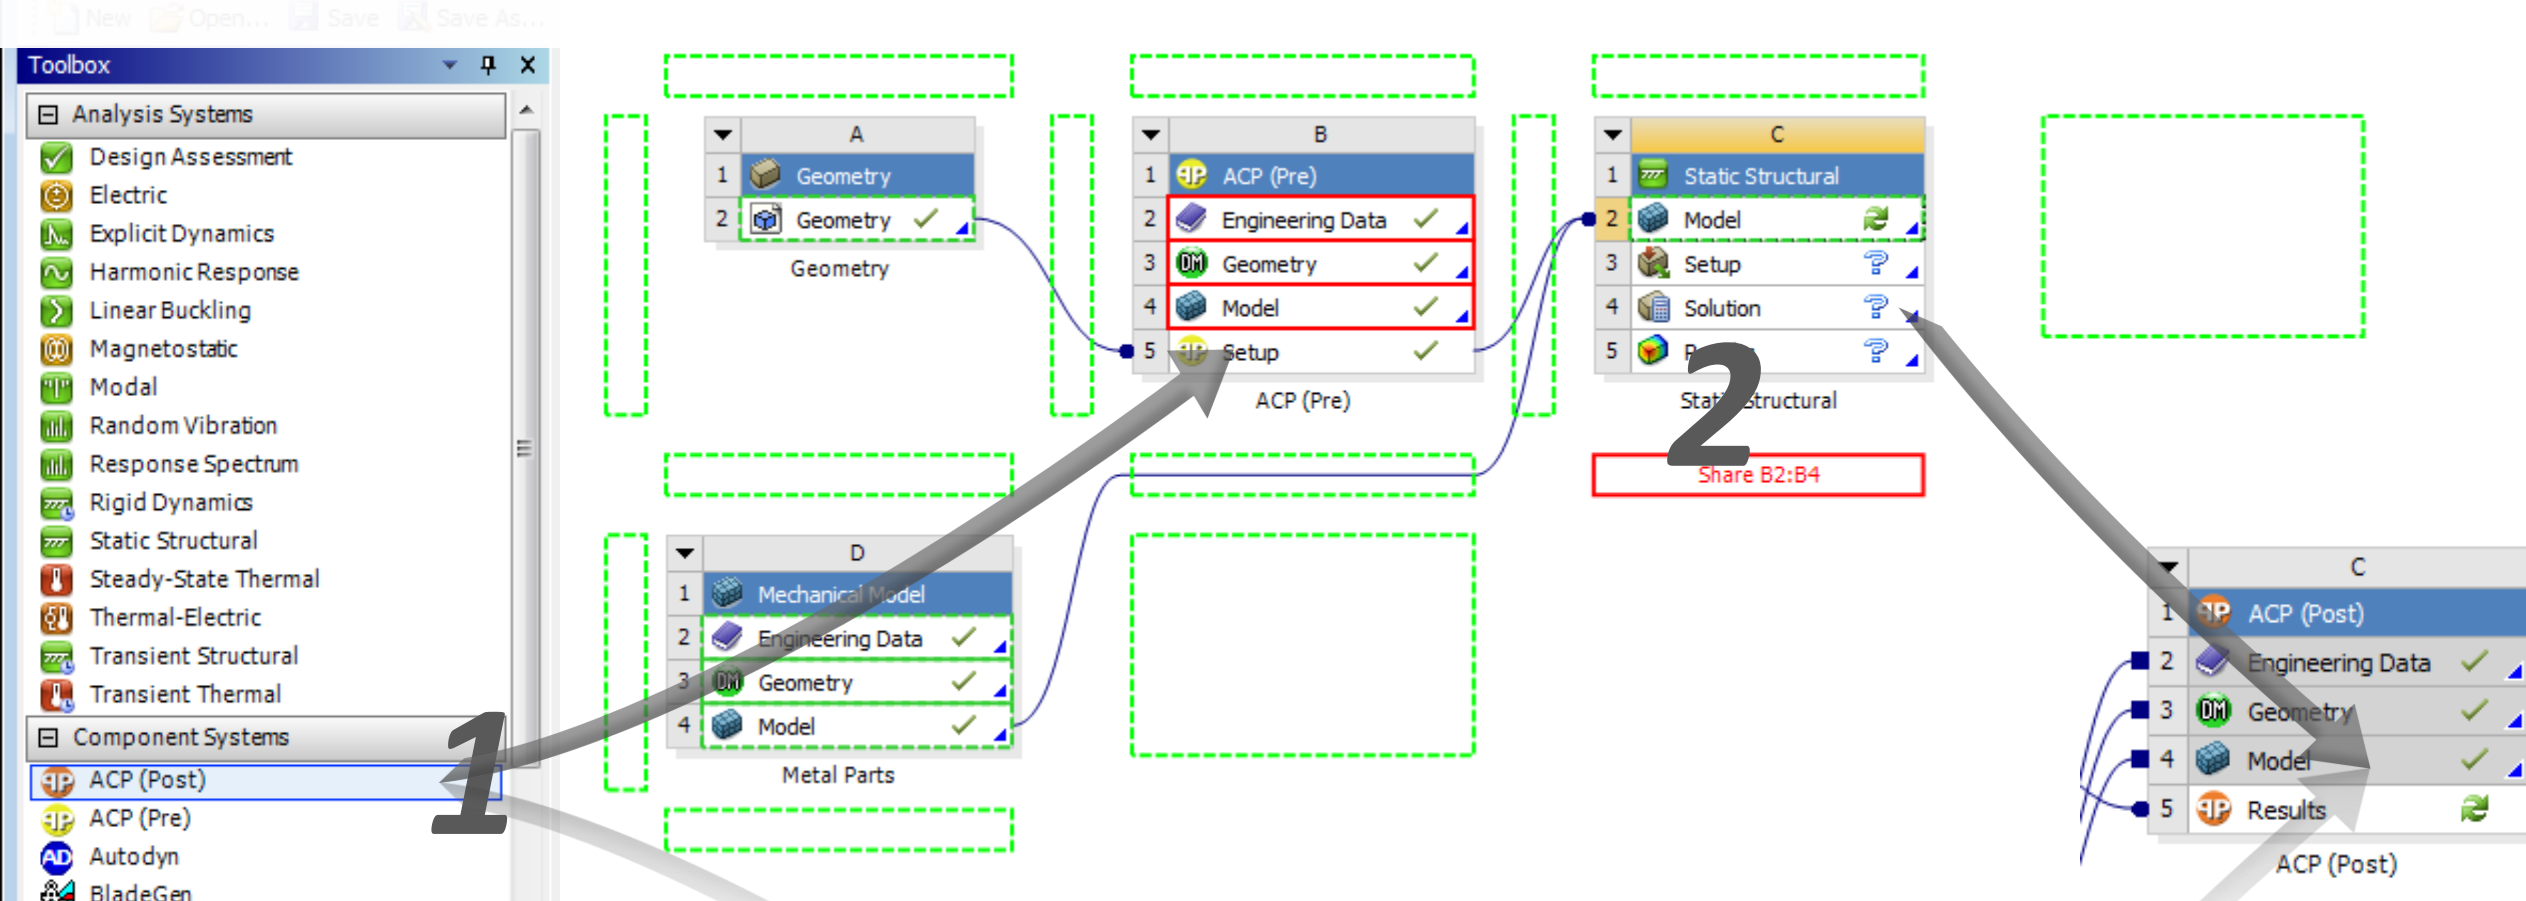 New Open... Save Save As...
Toolbox
Analysis Systems
Design Assessment
Electric
Explicit Dynamics
Harmonic Response
Linear Buckling
Magnetostatic
Modal
Random Vibration
Response Spectrum
Rigid Dynamics
Static Structural
Steady-State Thermal
Thermal-Electric
Transient Structural
Transient Thermal
Component Systems
ACP (Post)
ACP (Pre)
Autodyn
BladeGen
1
A
1 Geometry
2 Geometry
Geometry
B
1 ACP (Pre)
2 Engineering Data
3 DM Geometry
4 Model
5 Setup
ACP (Pre)
C
1 Static Structural
2 Model
3 Setup ?
4 Solution ?
5 ?
Static Structural
2
Share B2:B4
D
1 Mechanical Model
2 Engineering Data
3 DM Geometry
4 Model
Metal Parts
C
1 ACP (Post)
2 Engineering Data
3 DM Geometry
4 Model
5 Results
ACP (Post)